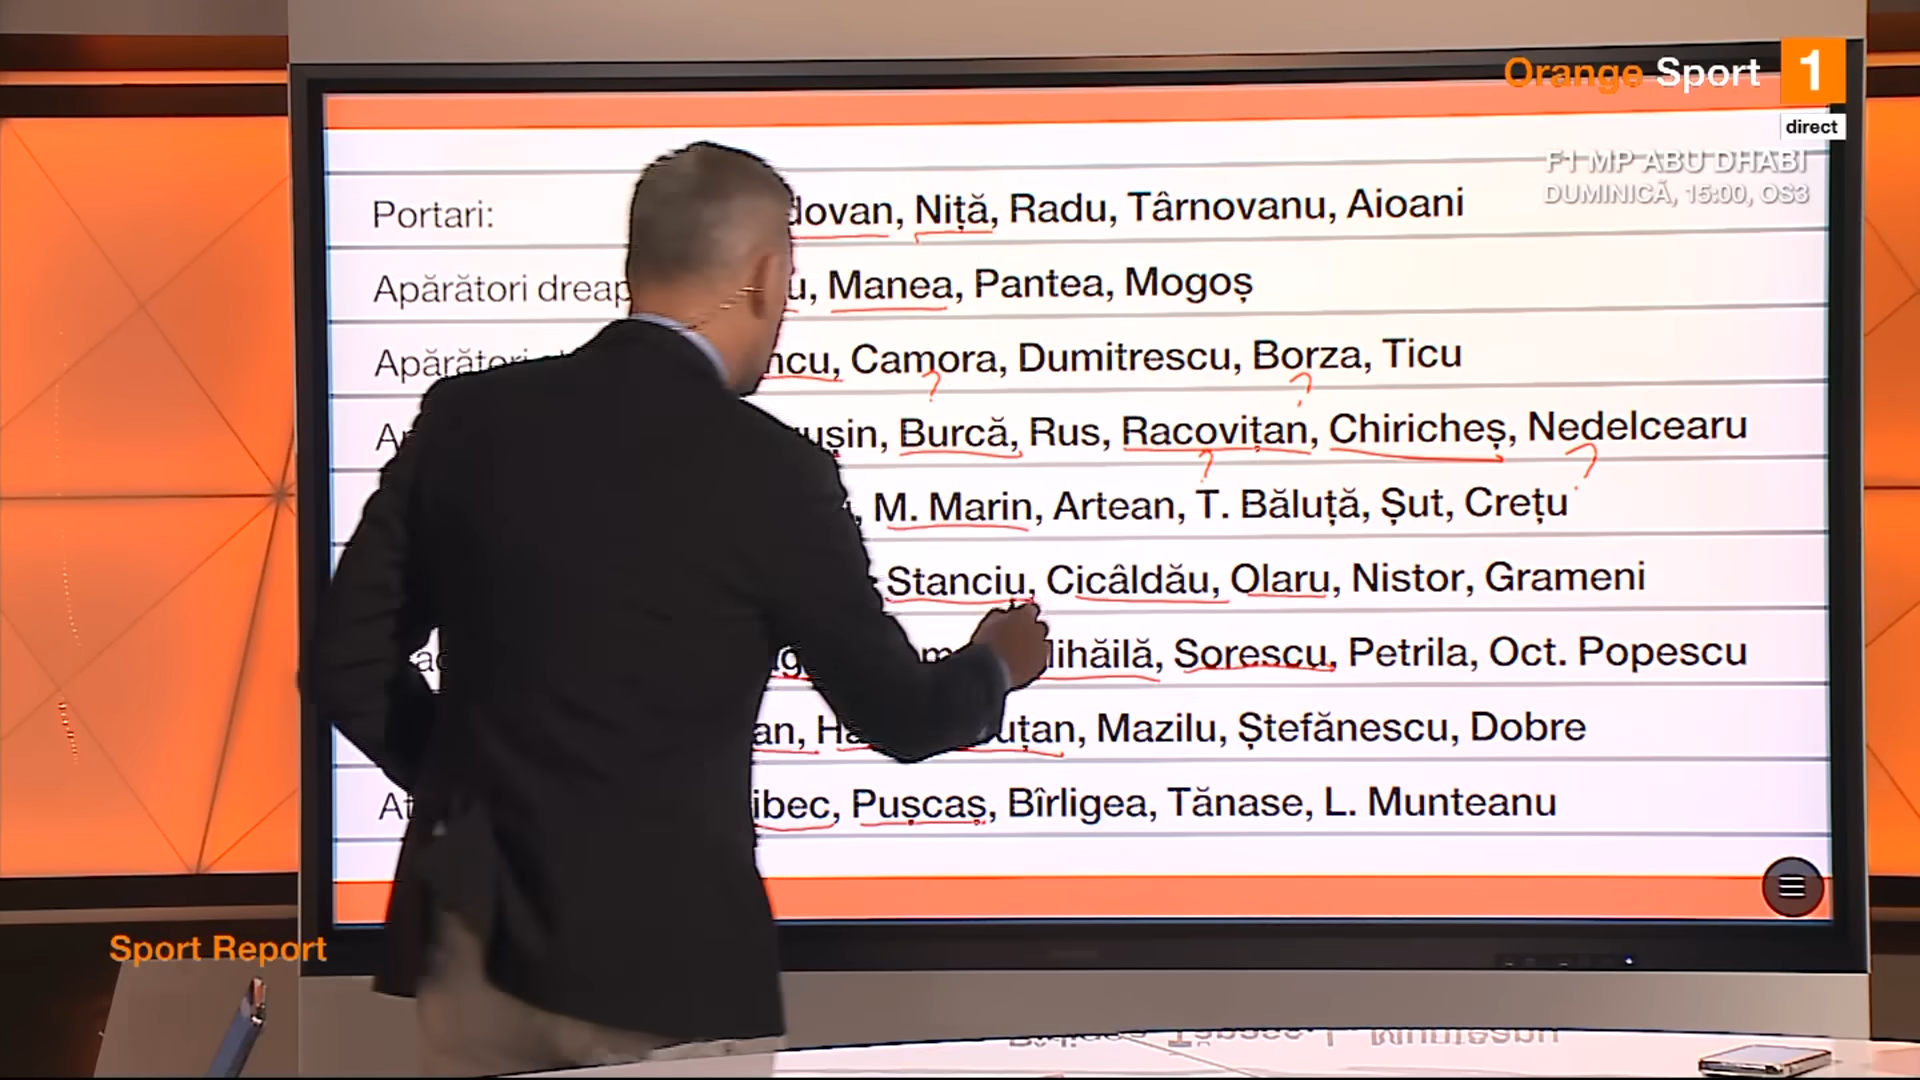 Orange Sport 1
direct
F1 MP ABU DHABI
DUMINICĂ, 15:00, OS3
Portari: dovan, Niță, Radu, Târnovanu, Aioani
Apărători dreap u, Manea, Pantea, Mogoș
Apărători ncu, Camora, Dumitrescu, Borza, Ticu
? ?
Ap ușin, Burcă, Rus, Racovițan, Chiricheș, Nedelcearu
? ?
M. Marin, Artean, T. Băluță, Șut, Crețu
Stanciu, Cicâldău, Olaru, Nistor, Grameni
ihăilă, Sorescu, Petrila, Oct. Popescu
an, Ha uțan, Mazilu, Ștefănescu, Dobre
At ibec, Pușcaș, Bîrligea, Tănase, L. Munteanu
Sport Report